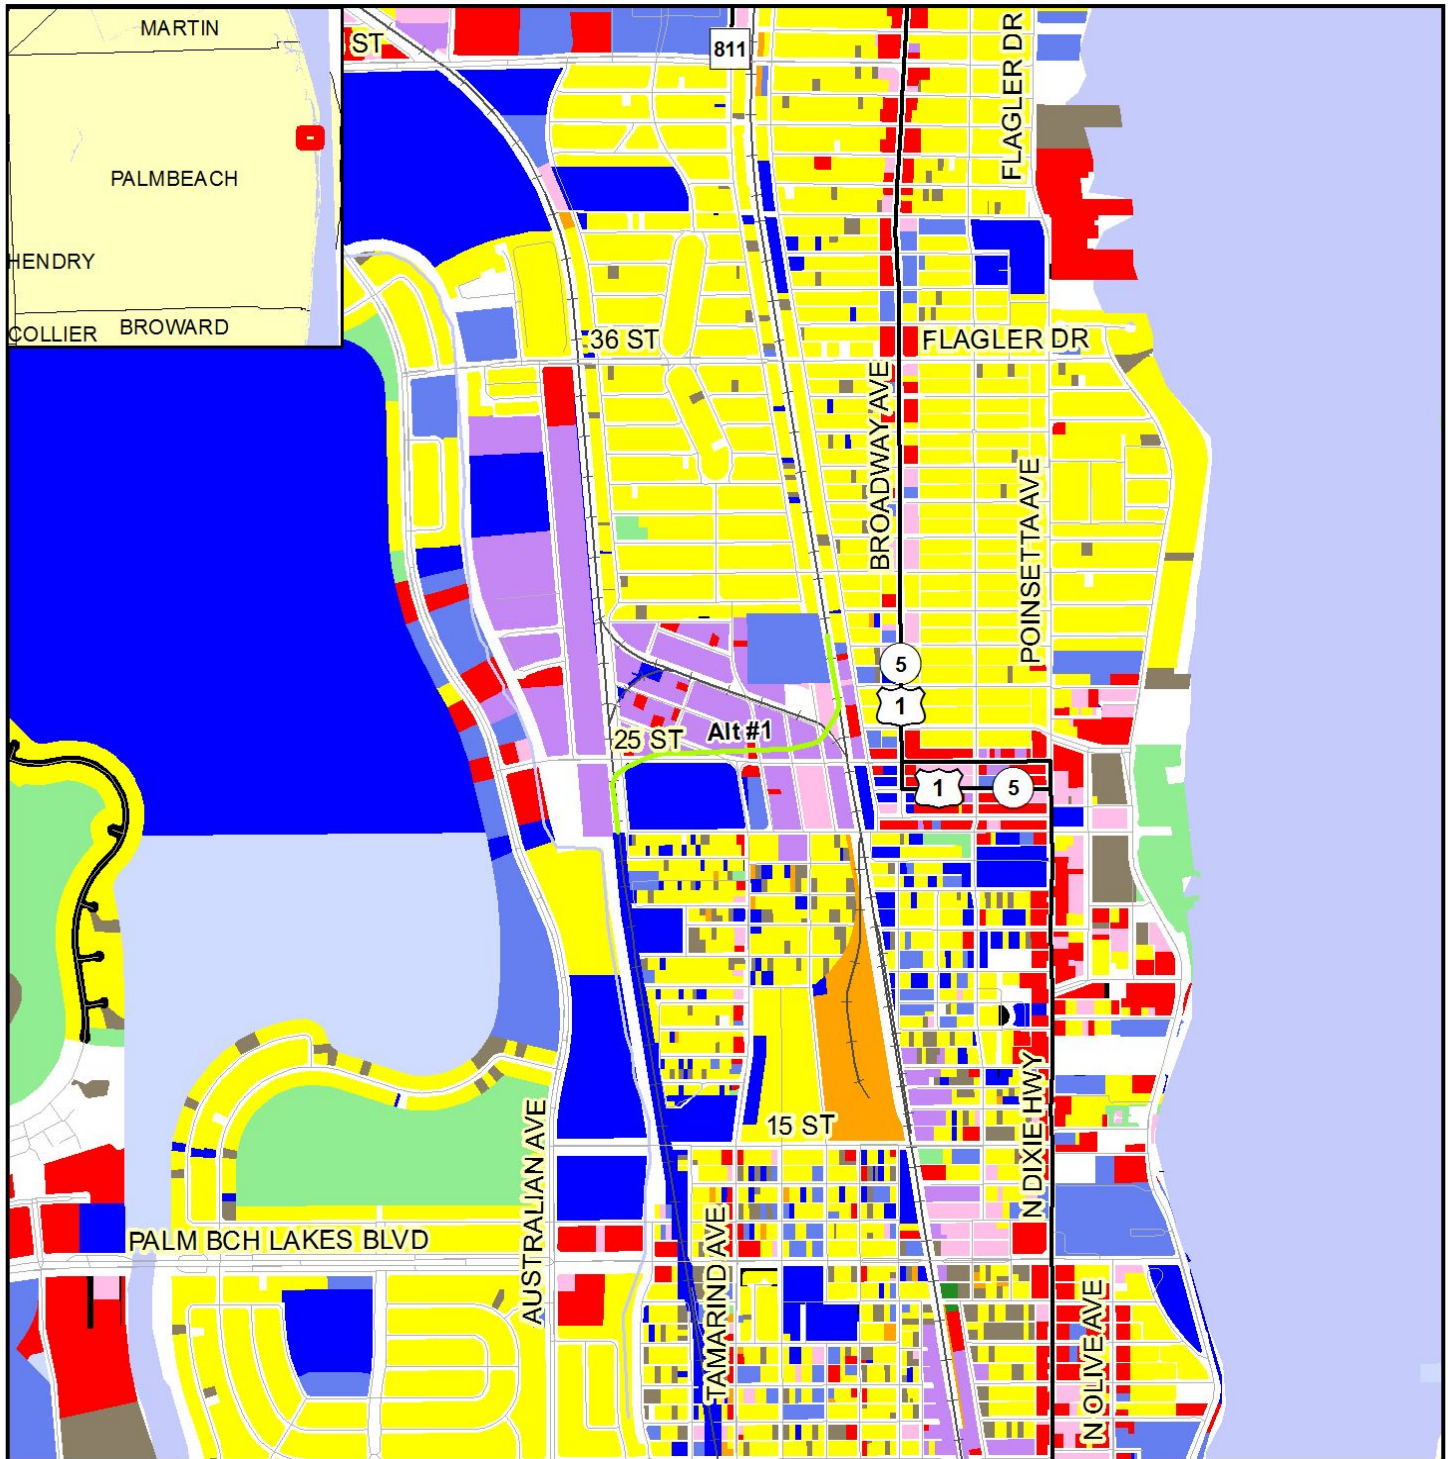 MARTIN
PALMBEACH
HENDRY
COLLIER
BROWARD
ST
811
FLAGLER DR
36 ST
FLAGLER DR
BROADWAY AVE
POINSETTA AVE
5
1
25 ST
Alt #1
1
5
15 ST
N DIXIE HWY
AUSTRALIAN AVE
PALM BCH LAKES BLVD
TAMARIND AVE
N OLIVE AVE